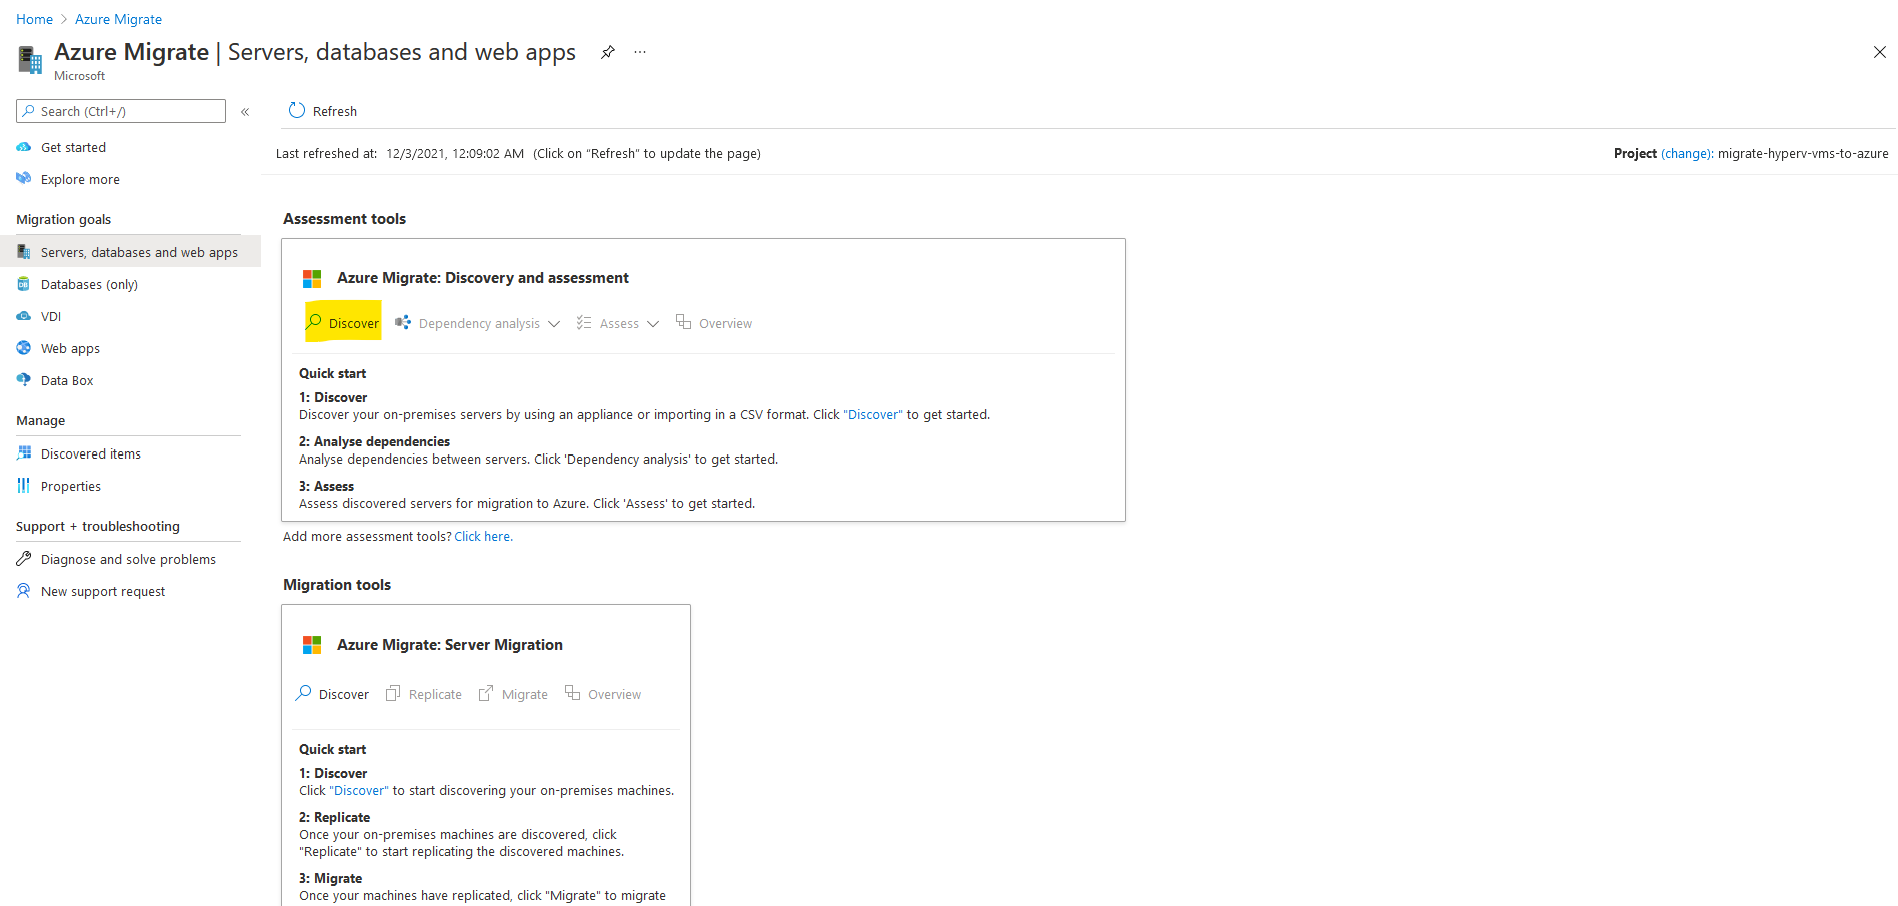 Home > Azure Migrate
Azure Migrate | Servers, databases and web apps
Microsoft
Search (Ctrl+/)
Get started
Explore more
Migration goals
Servers, databases and web apps
Databases (only)
VDI
Web apps
Data Box
Manage
Discovered items
Properties
Support + troubleshooting
Diagnose and solve problems
New support request
Refresh
Last refreshed at: 12/3/2021, 12:09:02 AM (Click on “Refresh” to update the page)
Project (change): migrate-hyperv-vms-to-azure
Assessment tools
Azure Migrate: Discovery and assessment
Discover Dependency analysis Assess Overview
Quick start
1: Discover
Discover your on-premises servers by using an appliance or importing in a CSV format. Click "Discover" to get started.
2: Analyse dependencies
Analyse dependencies between servers. Click 'Dependency analysis' to get started.
3: Assess
Assess discovered servers for migration to Azure. Click 'Assess' to get started.
Add more assessment tools? Click here.
Migration tools
Azure Migrate: Server Migration
Discover Replicate Migrate Overview
Quick start
1: Discover
Click "Discover" to start discovering your on-premises machines.
2: Replicate
Once your on-premises machines are discovered, click
"Replicate" to start replicating the discovered machines.
3: Migrate
Once your machines have replicated, click "Migrate" to migrate